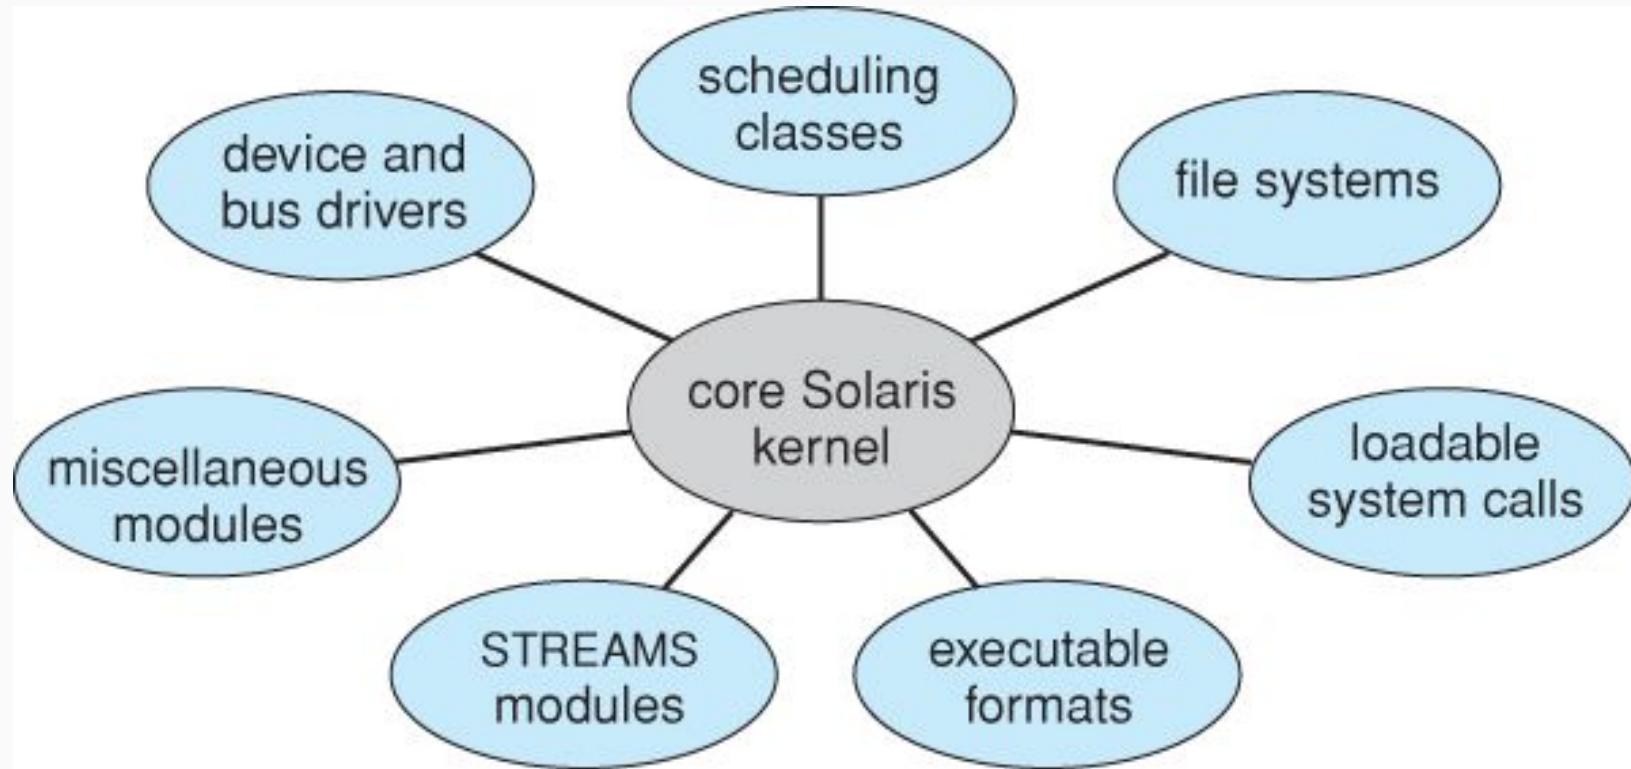 scheduling
classes
device and
bus drivers
file systems
core Solaris
kernel
miscellaneous
modules
loadable
system calls
STREAMS
modules
executable
formats